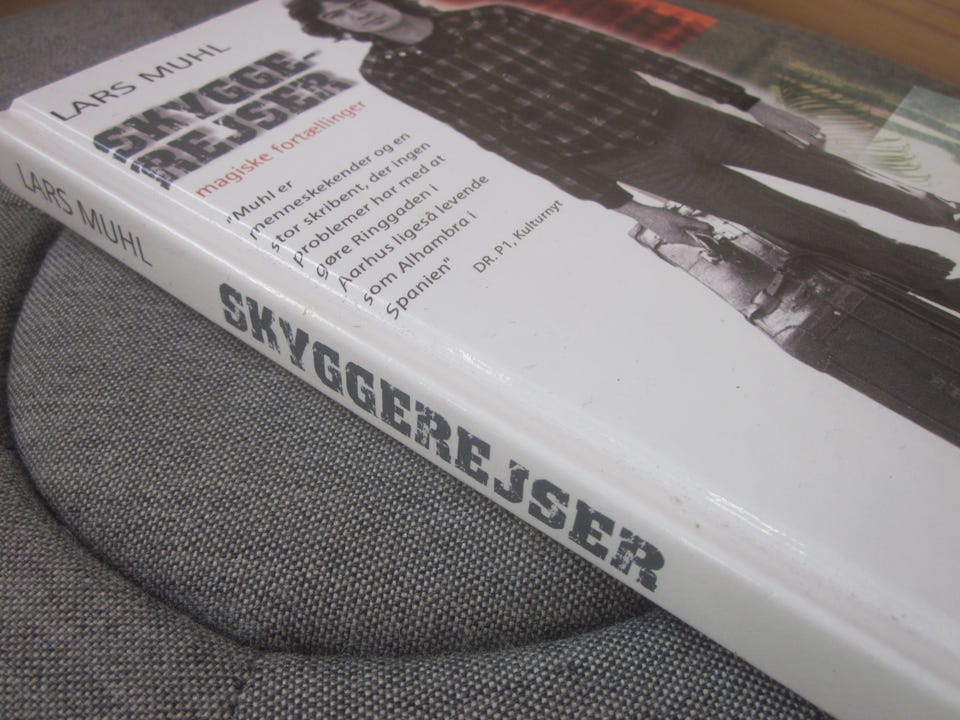 LARS MUHL
SKYGGE-
REJSER
magiske fortællinger
"Muhl er
menneskekender og en
stor skribent, der ingen
problemer har med at
gøre Ringgaden i
Aarhus ligeså levende
som Alhambra i
Spanien"
DR. P1, Kulturnyt
LARS MUHL
SKYGGEREJSER